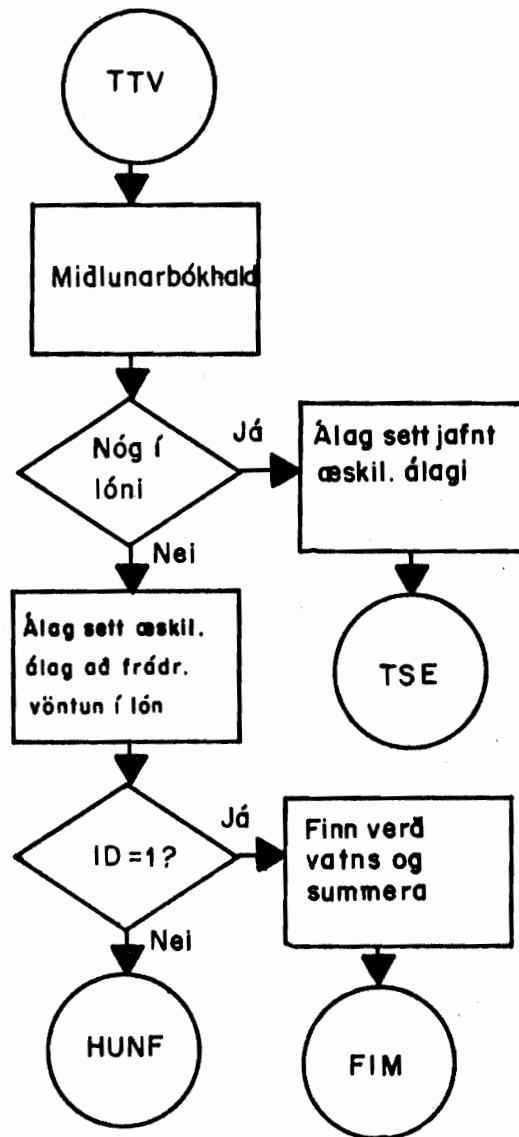 TTV
Midlunarbókhald
Nóg í
lóni
Já
Álag sett jafnt
æskil. álagi
Nei
TSE
Álag sett æskil.
álag að frádr.
vöntun í lón
ID=1?
Já
Finn verð
vatns og
summera
Nei
HUNF
FIM